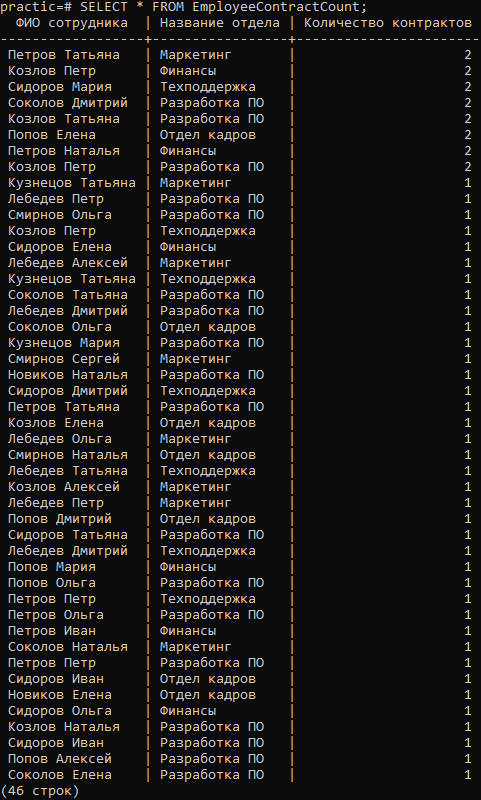 practic=# SELECT * FROM EmployeeContractCount;
  ФИО сотрудника  | Название отдела | Количество контрактов
------------------+-----------------+-----------------------
 Петров Татьяна   | Маркетинг       |                     2
 Козлов Петр      | Финансы         |                     2
 Сидоров Мария    | Техподдержка    |                     2
 Соколов Дмитрий  | Разработка ПО   |                     2
 Козлов Татьяна   | Разработка ПО   |                     2
 Попов Елена      | Отдел кадров    |                     2
 Петров Наталья   | Финансы         |                     2
 Козлов Петр      | Разработка ПО   |                     2
 Кузнецов Татьяна | Маркетинг       |                     1
 Лебедев Петр     | Разработка ПО   |                     1
 Смирнов Ольга    | Разработка ПО   |                     1
 Козлов Петр      | Техподдержка    |                     1
 Сидоров Елена    | Финансы         |                     1
 Лебедев Алексей  | Маркетинг       |                     1
 Кузнецов Татьяна | Техподдержка    |                     1
 Соколов Татьяна  | Разработка ПО   |                     1
 Лебедев Дмитрий  | Разработка ПО   |                     1
 Соколов Ольга    | Отдел кадров    |                     1
 Кузнецов Мария   | Разработка ПО   |                     1
 Смирнов Сергей   | Маркетинг       |                     1
 Новиков Наталья  | Разработка ПО   |                     1
 Сидоров Дмитрий  | Техподдержка    |                     1
 Петров Татьяна   | Разработка ПО   |                     1
 Козлов Елена     | Отдел кадров    |                     1
 Лебедев Ольга    | Маркетинг       |                     1
 Смирнов Наталья  | Отдел кадров    |                     1
 Лебедев Татьяна  | Техподдержка    |                     1
 Козлов Алексей   | Маркетинг       |                     1
 Лебедев Петр     | Маркетинг       |                     1
 Попов Дмитрий    | Отдел кадров    |                     1
 Сидоров Татьяна  | Разработка ПО   |                     1
 Лебедев Дмитрий  | Техподдержка    |                     1
 Попов Мария      | Финансы         |                     1
 Попов Ольга      | Разработка ПО   |                     1
 Петров Петр      | Техподдержка    |                     1
 Петров Ольга     | Разработка ПО   |                     1
 Петров Иван      | Финансы         |                     1
 Соколов Наталья  | Маркетинг       |                     1
 Петров Петр      | Разработка ПО   |                     1
 Сидоров Иван     | Отдел кадров    |                     1
 Новиков Елена    | Отдел кадров    |                     1
 Сидоров Ольга    | Финансы         |                     1
 Козлов Наталья   | Разработка ПО   |                     1
 Сидоров Иван     | Разработка ПО   |                     1
 Попов Алексей    | Разработка ПО   |                     1
 Соколов Елена    | Разработка ПО   |                     1
(46 строк)